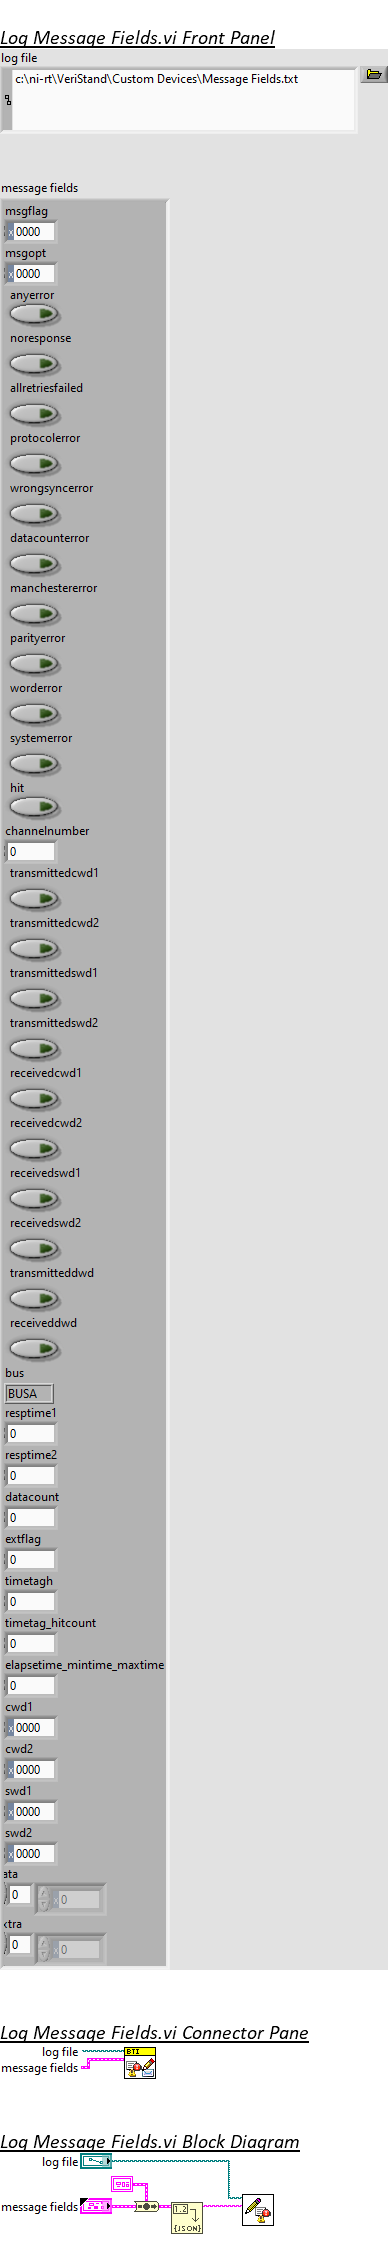 Log Message Fields.vi Front Panel
log file
c:\ni-rt\VeriStand\Custom Devices\Message Fields.txt
message fields
msgflag
x 0000
msgopt
x 0000
anyerror
noresponse
allretriesfailed
protocolerror
wrongsyncerror
datacounterror
manchestererror
parityerror
worderror
systemerror
hit
channelnumber
0
transmittedcwd1
transmittedcwd2
transmittedswd1
transmittedswd2
receivedcwd1
receivedcwd2
receivedswd1
receivedswd2
transmitteddwd
receiveddwd
bus
BUSA
resptime1
0
resptime2
0
datacount
0
extflag
0
timetagh
0
timetag_hitcount
0
elapsetime_mintime_maxtime
0
cwd1
x 0000
cwd2
x 0000
swd1
x 0000
swd2
x 0000
ata
0 x 0
xtra
0 x 0
Log Message Fields.vi Connector Pane
log file
BTI
message fields
Log Message Fields.vi Block Diagram
log file
message fields
1.2
{JSON}